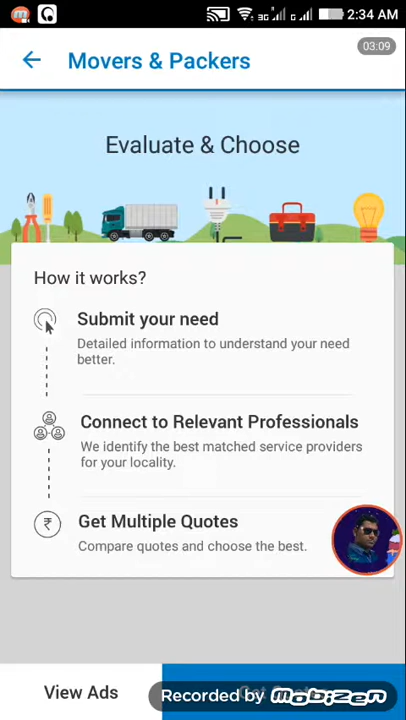 3G G 2:34 AM
Movers & Packers
03:09
Evaluate & Choose
How it works?
Submit your need
Detailed information to understand your need
better.
Connect to Relevant Professionals
We identify the best matched service providers
for your locality.
₹
Get Multiple Quotes
Compare quotes and choose the best.
View Ads
Recorded by mobizen